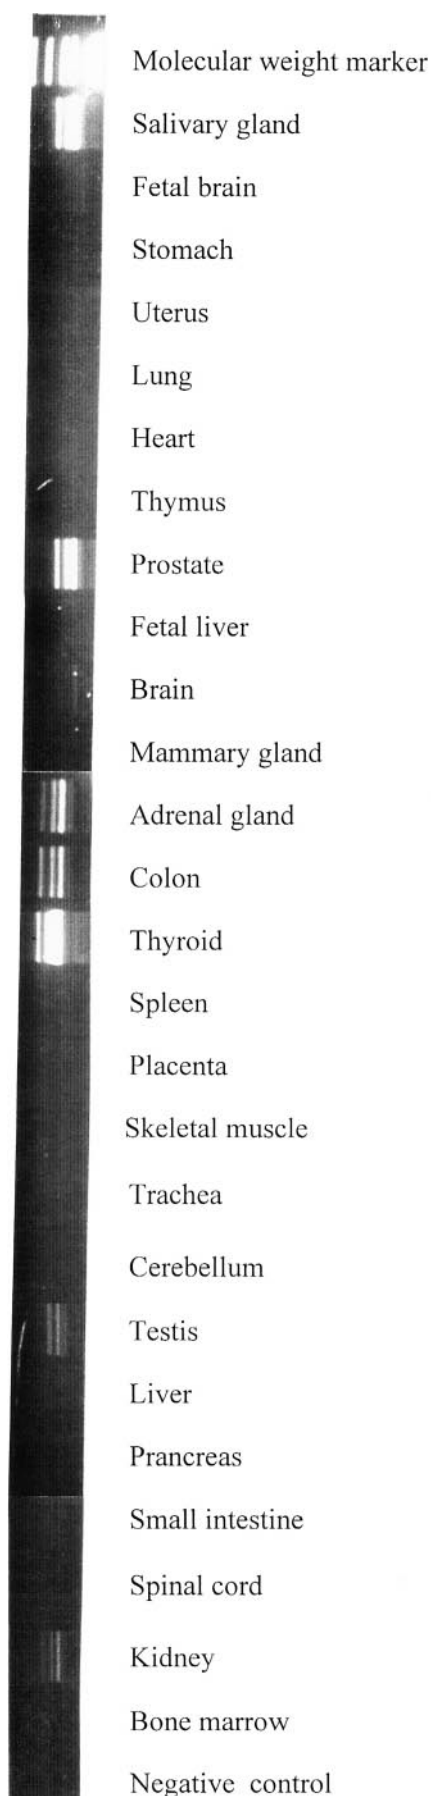 Molecular weight marker
Salivary gland
Fetal brain
Stomach
Uterus
Lung
Heart
Thymus
Prostate
Fetal liver
Brain
Mammary gland
Adrenal gland
Colon
Thyroid
Spleen
Placenta
Skeletal muscle
Trachea
Cerebellum
Testis
Liver
Prancreas
Small intestine
Spinal cord
Kidney
Bone marrow
Negative control